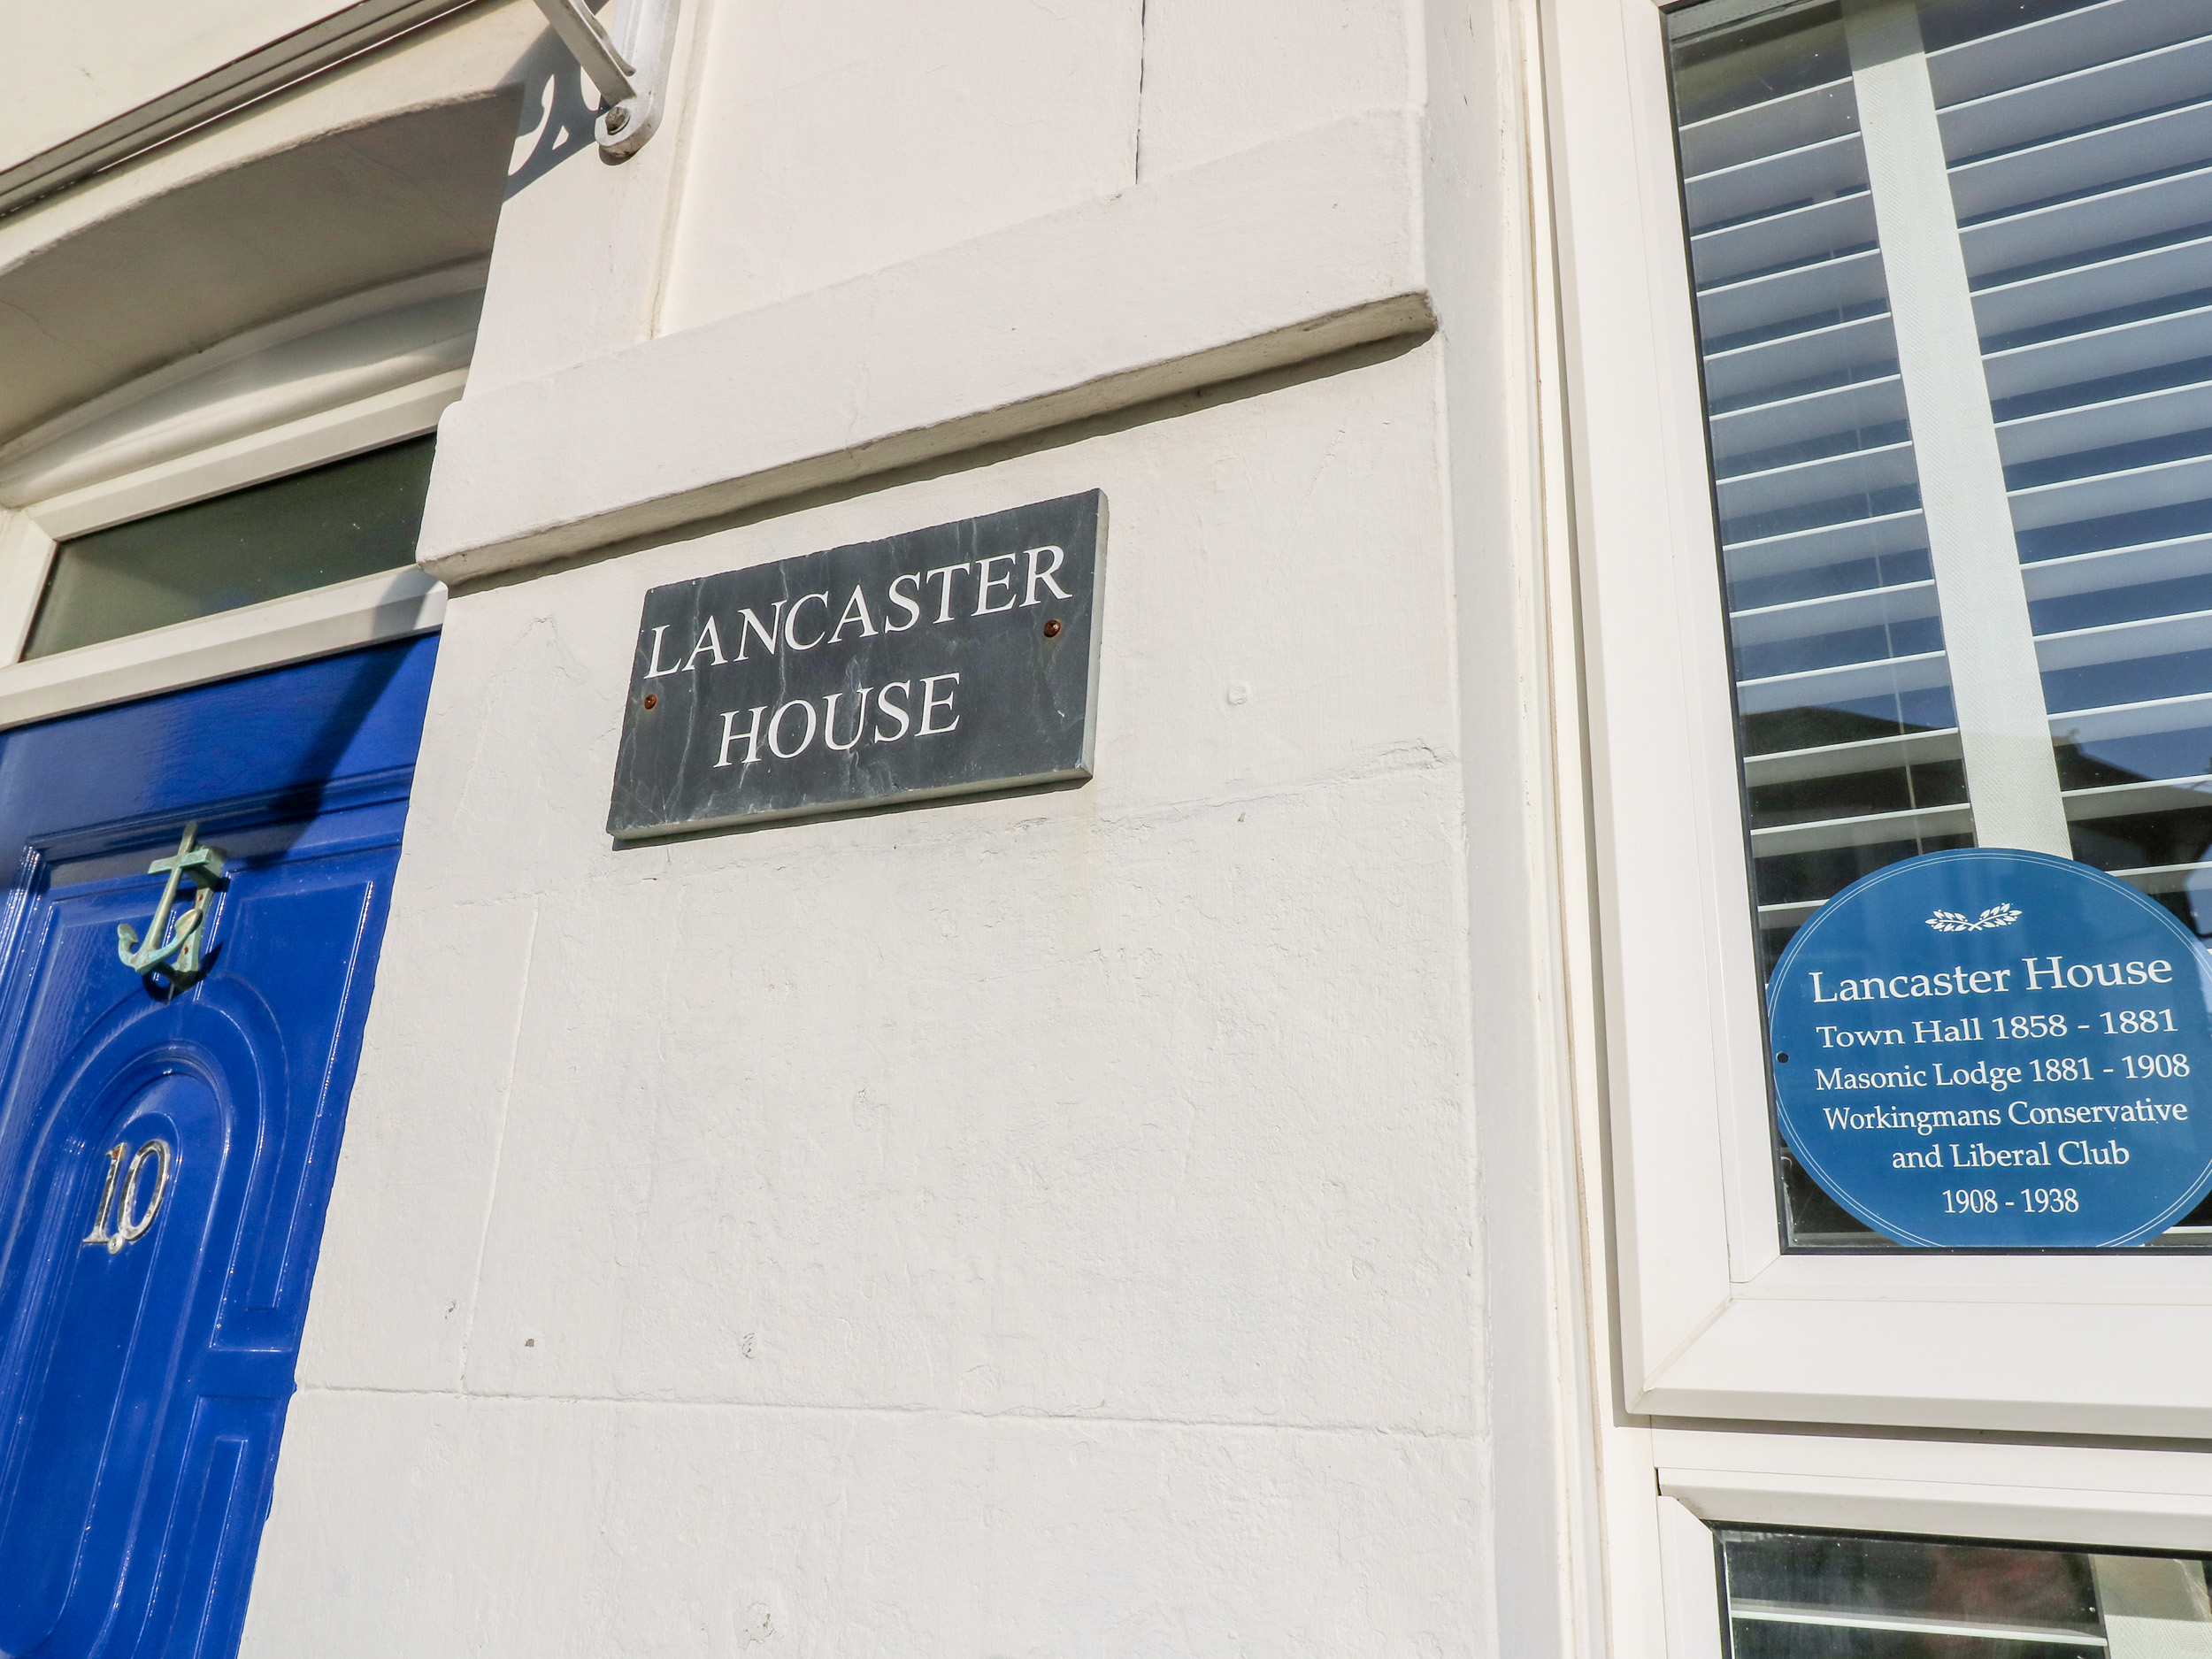 LANCASTER
HOUSE
10
Lancaster House
Town Hall 1858 - 1881
Masonic Lodge 1881 - 1908
Workingmans Conservative
and Liberal Club
1908 - 1938